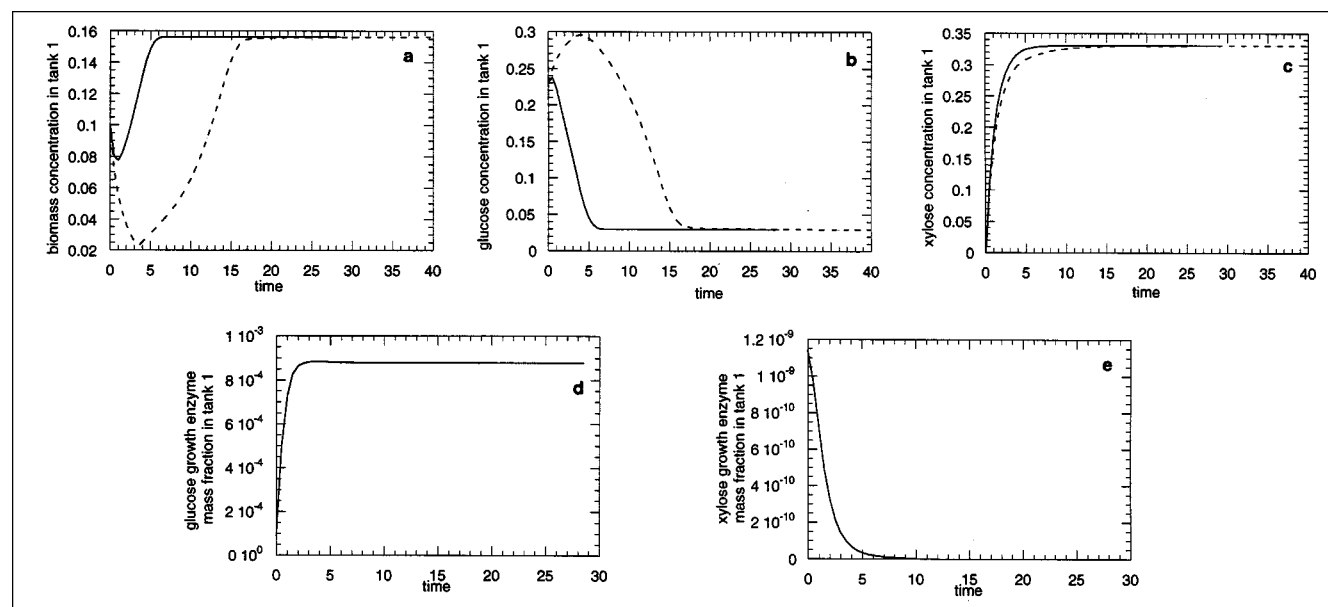 biomass concentration in tank 1
0.16
0.14
0.12
0.1
0.08
0.06
0.04
0.02
a
0 5 10 15 20 25 30 35 40
time
glucose concentration in tank 1
0.3
0.25
0.2
0.15
0.1
0.05
0
b
0 5 10 15 20 25 30 35 40
time
xylose concentration in tank 1
0.35
0.3
0.25
0.2
0.15
0.1
0.05
0
c
0 5 10 15 20 25 30 35 40
time
glucose growth enzyme
mass fraction in tank 1
1 10⁻³
8 10⁻⁴
6 10⁻⁴
4 10⁻⁴
2 10⁻⁴
0 10⁰
d
0 5 10 15 20 25 30
time
xylose growth enzyme
mass fraction in tank 1
1.2 10⁻⁹
1 10⁻⁹
8 10⁻¹⁰
6 10⁻¹⁰
4 10⁻¹⁰
2 10⁻¹⁰
0
e
0 5 10 15 20 25 30
time